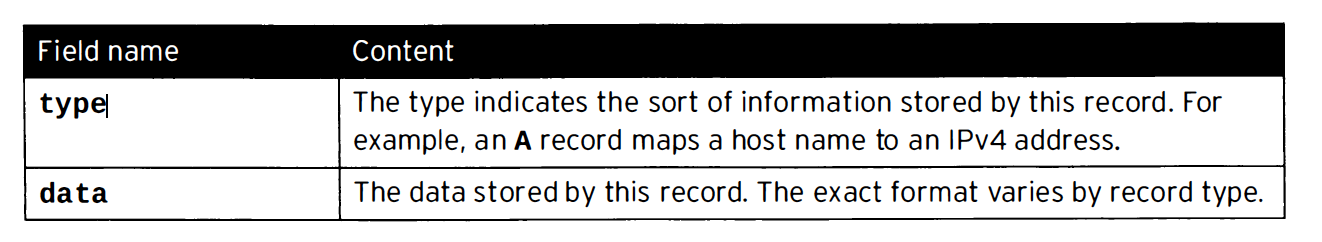 Field name Content
type The type indicates the sort of information stored by this record. For
example, an A record maps a host name to an IPv4 address.
data The data stored by this record. The exact format varies by record type.